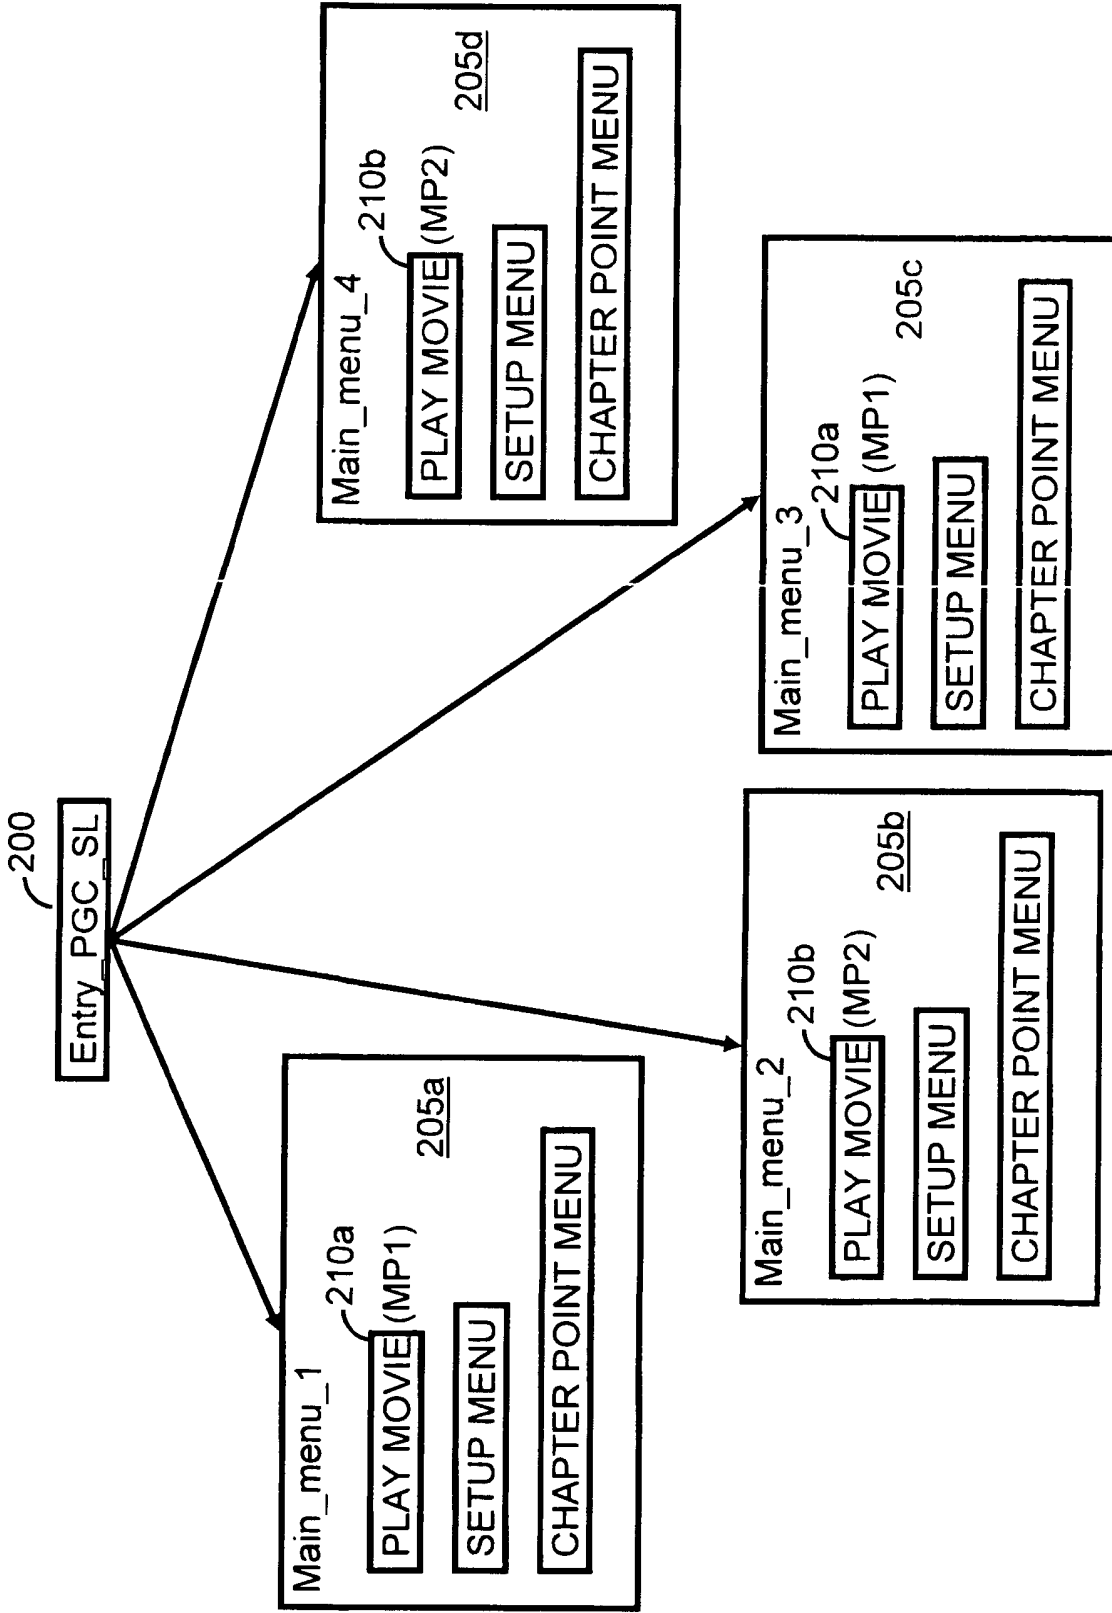 200
Entry_PGC_SL
Main_menu_1
210a
PLAY MOVIE (MP1)
205a
SETUP MENU
CHAPTER POINT MENU
Main_menu_2
210b
PLAY MOVIE (MP2)
205b
SETUP MENU
CHAPTER POINT MENU
Main_menu_3
210a
PLAY MOVIE (MP1)
205c
SETUP MENU
CHAPTER POINT MENU
Main_menu_4
210b
PLAY MOVIE (MP2)
205d
SETUP MENU
CHAPTER POINT MENU